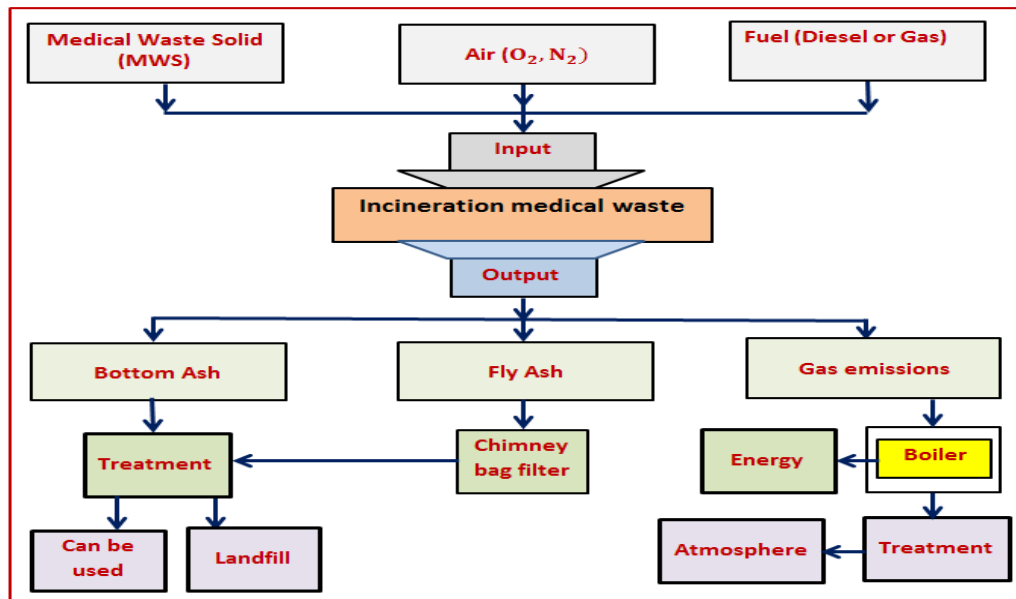 Medical Waste Solid
(MWS)
Air (O₂, N₂)
Fuel (Diesel or Gas)
Input
Incineration medical waste
Output
Bottom Ash
Fly Ash
Gas emissions
Treatment
Chimney
bag filter
Energy
Boiler
Can be
used
Landfill
Atmosphere
Treatment